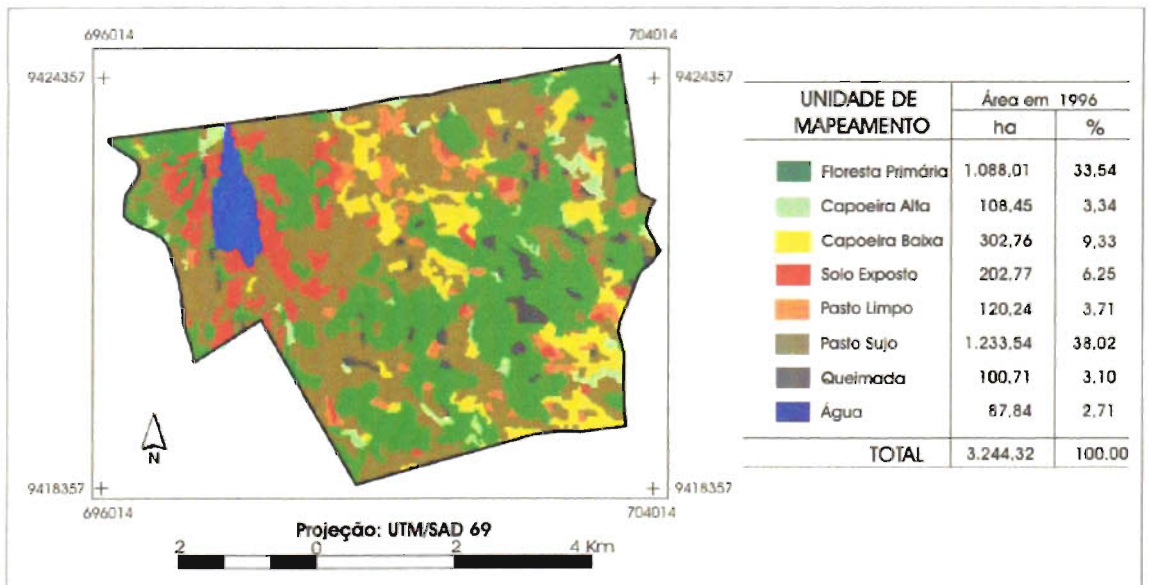 696014 704014
9424357 9424357
9418357 9418357
696014 704014
N
Projeção: UTM/SAD 69
2 0 2 4 Km
UNIDADE DE MAPEAMENTO Área em 1996
ha %
Floresta Primária 1.088,01 33,54
Capoeira Alta 108,45 3,34
Capoeira Baixa 302,76 9,33
Solo Exposto 202,77 6,25
Pasto Limpo 120,24 3,71
Pasto Sujo 1.233,54 38,02
Queimada 100,71 3,10
Água 87,84 2,71
TOTAL 3.244,32 100,00